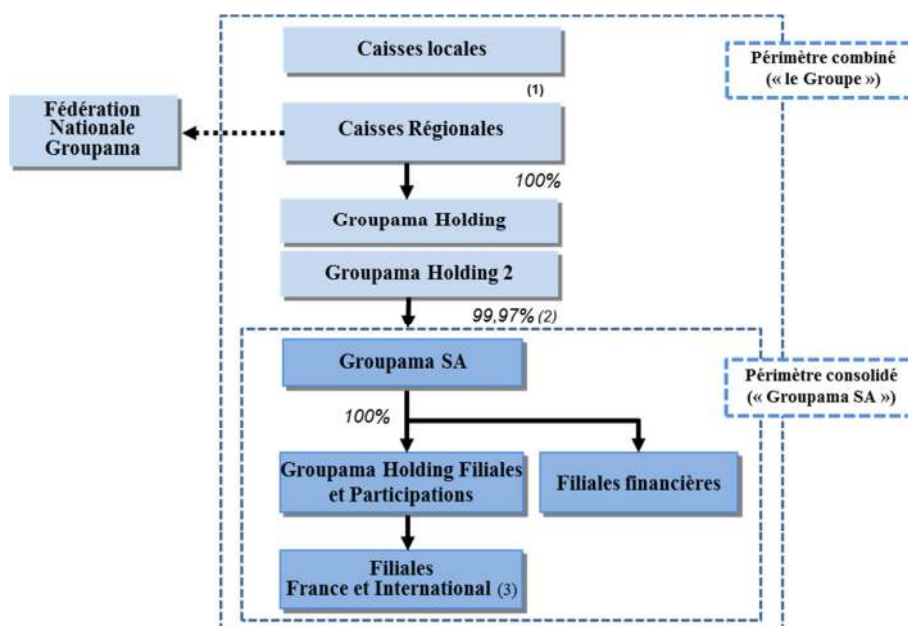 Caisses locales
Périmètre combiné
(« le Groupe »)
(1)
Fédération
Nationale
Groupama
Caisses Régionales
100%
Groupama Holding
Groupama Holding 2
99,97% (2)
Groupama SA
Périmètre consolidé
(« Groupama SA »)
100%
Groupama Holding Filiales
et Participations
Filiales financières
Filiales
France et International (3)